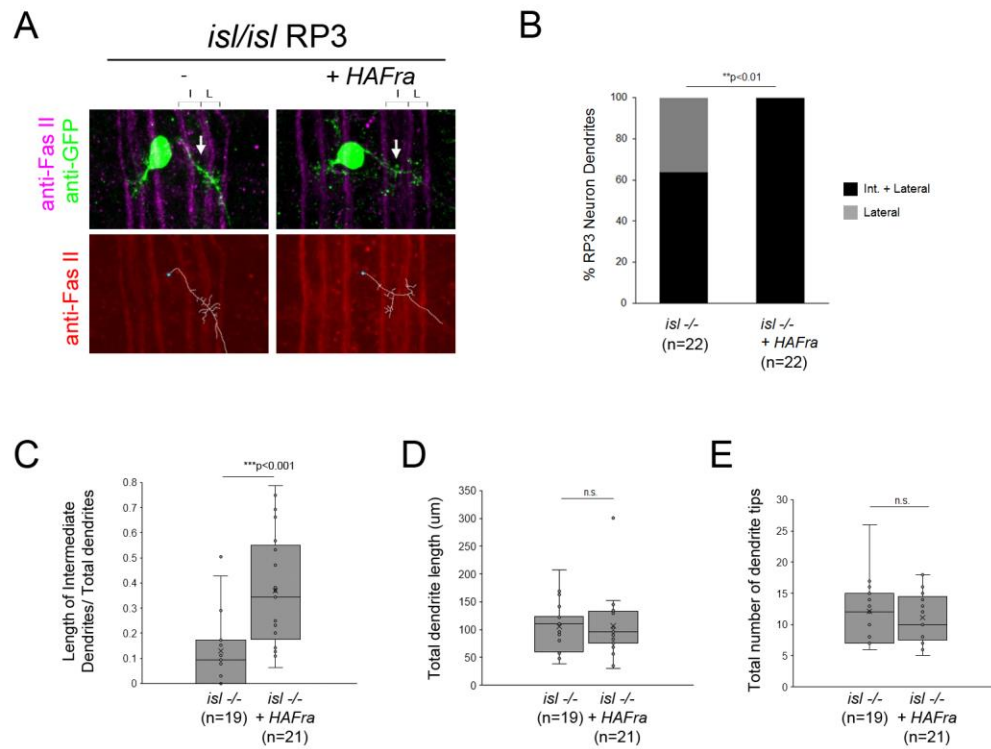 A
isl/isl RP3
-
+ HAFra
I L
I L
anti-Fas II
anti-GFP
anti-Fas II
B
**p<0.01
% RP3 Neuron Dendrites
100
80
60
40
20
0
isl -/-
(n=22)
isl -/-
+ HAFra
(n=22)
Int. + Lateral
Lateral
C
***p<0.001
Length of Intermediate
Dendrites/ Total dendrites
0.8
0.7
0.6
0.5
0.4
0.3
0.2
0.1
0
isl -/-
(n=19)
isl -/-
+ HAFra
(n=21)
D
n.s.
Total dendrite length (um)
350
300
250
200
150
100
50
0
isl -/-
(n=19)
isl -/-
+ HAFra
(n=21)
E
n.s.
Total number of dendrite tips
30
25
20
15
10
5
0
isl -/-
(n=19)
isl -/-
+ HAFra
(n=21)